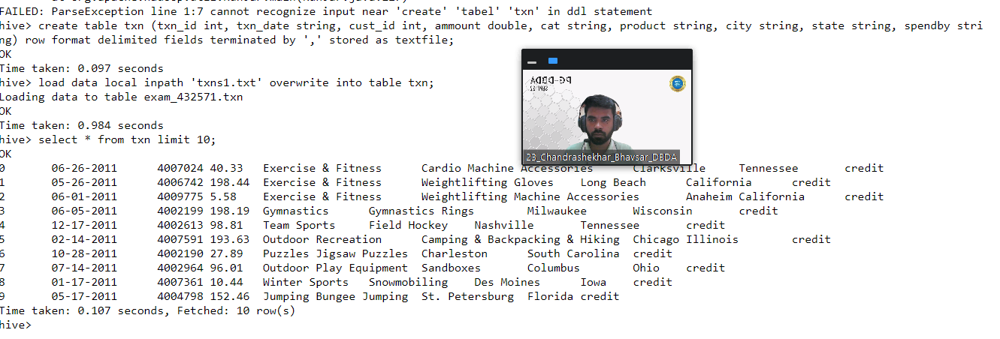 FAILED: ParseException line 1:7 cannot recognize input near 'create' 'tabel' 'txn' in ddl statement
hive> create table txn (txn_id int, txn_date string, cust_id int, ammount double, cat string, product string, city string, state string, spendby stri
ng) row format delimited fields terminated by ',' stored as textfile;
OK
Time taken: 0.097 seconds
hive> load data local inpath 'txns1.txt' overwrite into table txn;
Loading data to table exam_432571.txn
OK
Time taken: 0.984 seconds
hive> select * from txn limit 10;
OK
0 06-26-2011 4007024 40.33 Exercise & Fitness Cardio Machine Accessories Clarksville Tennessee credit
1 05-26-2011 4006742 198.44 Exercise & Fitness Weightlifting Gloves Long Beach California credit
2 06-01-2011 4009775 5.58 Exercise & Fitness Weightlifting Machine Accessories Anaheim California credit
3 06-05-2011 4002199 198.19 Gymnastics Gymnastics Rings Milwaukee Wisconsin credit
4 12-17-2011 4002613 98.81 Team Sports Field Hockey Nashville Tennessee credit
5 02-14-2011 4007591 193.63 Outdoor Recreation Camping & Backpacking & Hiking Chicago Illinois credit
6 10-28-2011 4002190 27.89 Puzzles Jigsaw Puzzles Charleston South Carolina credit
7 07-14-2011 4002964 96.01 Outdoor Play Equipment Sandboxes Columbus Ohio credit
8 01-17-2011 4007361 10.44 Winter Sports Snowmobiling Des Moines Iowa credit
9 05-17-2011 4004798 152.46 Jumping Bungee Jumping St. Petersburg Florida credit
Time taken: 0.107 seconds, Fetched: 10 row(s)
hive>
PG-DBDA
23_Chandrashekhar_Bhavsar_DBDA